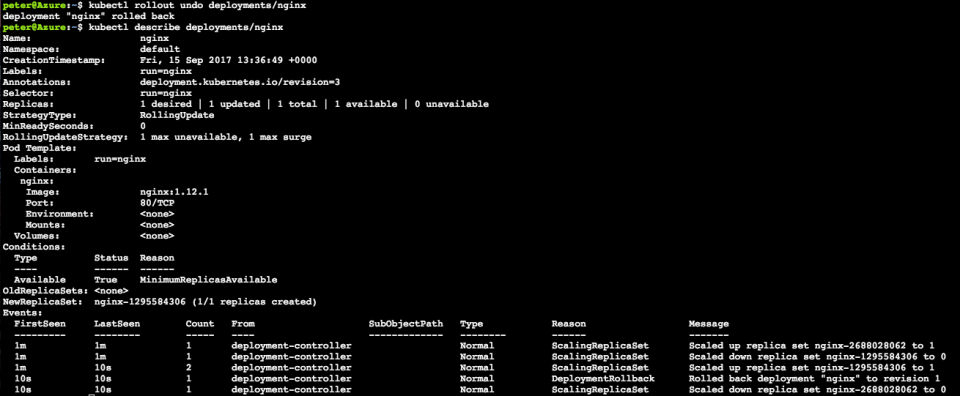 peter@Azure:~$ kubectl rollout undo deployments/nginx
deployment "nginx" rolled back
peter@Azure:~$ kubectl describe deployments/nginx
Name: nginx
Namespace: default
CreationTimestamp: Fri, 15 Sep 2017 13:36:49 +0000
Labels: run=nginx
Annotations: deployment.kubernetes.io/revision=3
Selector: run=nginx
Replicas: 1 desired | 1 updated | 1 total | 1 available | 0 unavailable
StrategyType: RollingUpdate
MinReadySeconds: 0
RollingUpdateStrategy: 1 max unavailable, 1 max surge
Pod Template:
  Labels: run=nginx
  Containers:
   nginx:
    Image: nginx:1.12.1
    Port: 80/TCP
    Environment: <none>
    Mounts: <none>
  Volumes: <none>
Conditions:
  Type Status Reason
  ---- ------ ------
  Available True MinimumReplicasAvailable
OldReplicaSets: <none>
NewReplicaSet: nginx-1295584306 (1/1 replicas created)
Events:
  FirstSeen LastSeen Count From SubObjectPath Type Reason Message
  --------- -------- ----- ---- ------------- -------- ------ -------
  1m 1m 1 deployment-controller Normal ScalingReplicaSet Scaled up replica set nginx-2688028062 to 1
  1m 1m 1 deployment-controller Normal ScalingReplicaSet Scaled down replica set nginx-1295584306 to 0
  1m 10s 2 deployment-controller Normal ScalingReplicaSet Scaled up replica set nginx-1295584306 to 1
  10s 10s 1 deployment-controller Normal DeploymentRollback Rolled back deployment "nginx" to revision 1
  10s 10s 1 deployment-controller Normal ScalingReplicaSet Scaled down replica set nginx-2688028062 to 0